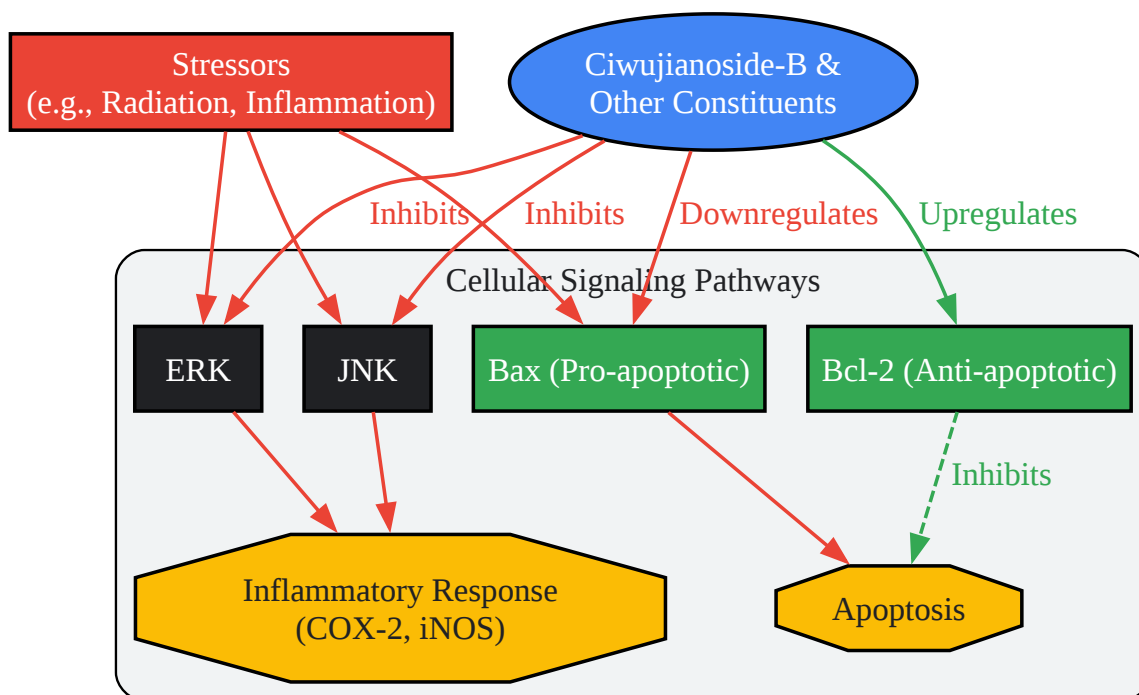 Stressors
(e.g., Radiation, Inflammation)
Ciwujianoside-B &
Other Constituents
Inhibits
Inhibits
Downregulates
Upregulates
Cellular Signaling Pathways
ERK
JNK
Bax (Pro-apoptotic)
Bcl-2 (Anti-apoptotic)
Inhibits
Inflammatory Response
(COX-2, iNOS)
Apoptosis